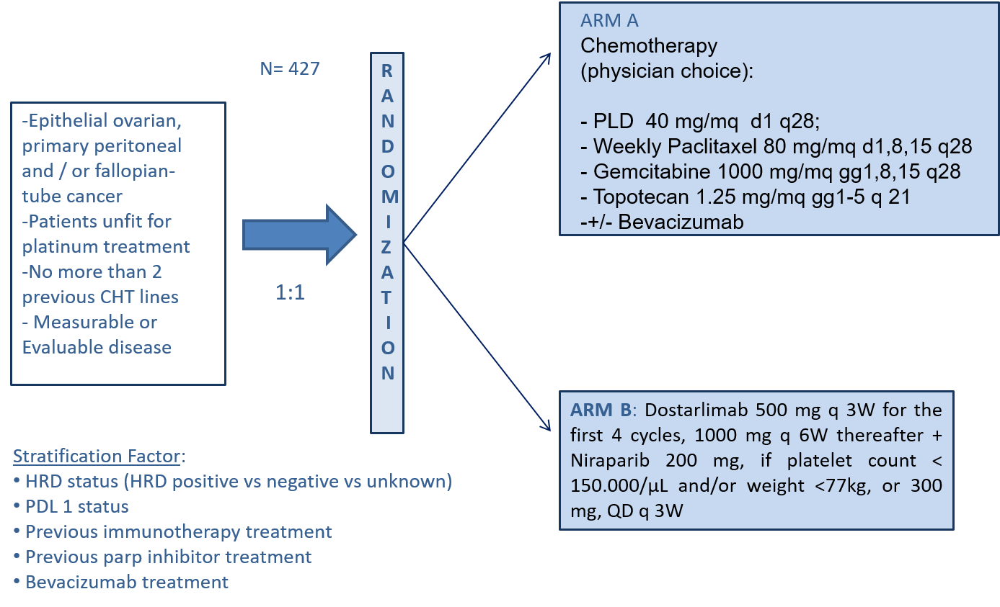 N= 427
-Epithelial ovarian,
primary peritoneal
and / or fallopian-
tube cancer
-Patients unfit for
platinum treatment
-No more than 2
previous CHT lines
- Measurable or
Evaluable disease
1:1
R
A
N
D
O
M
I
Z
A
T
I
O
N
ARM A
Chemotherapy
(physician choice):
- PLD  40 mg/mq  d1 q28;
- Weekly Paclitaxel 80 mg/mq d1,8,15 q28
- Gemcitabine 1000 mg/mq gg1,8,15 q28
- Topotecan 1.25 mg/mq gg1-5 q 21
-+/- Bevacizumab
ARM B: Dostarlimab 500 mg q 3W for the
first 4 cycles, 1000 mg q 6W thereafter +
Niraparib 200 mg, if platelet count <
150.000/μL and/or weight <77kg, or 300
mg, QD q 3W
Stratification Factor:
• HRD status (HRD positive vs negative vs unknown)
• PDL 1 status
• Previous immunotherapy treatment
• Previous parp inhibitor treatment
• Bevacizumab treatment